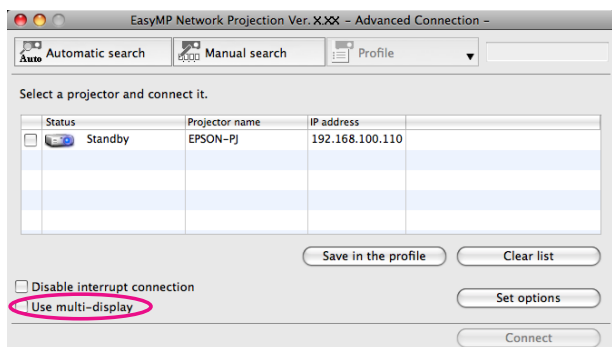 EasyMP Network Projection Ver. X.XX – Advanced Connection –
Auto Automatic search Manual search Profile
Select a projector and connect it.
Status Projector name IP address
Standby EPSON-PJ 192.168.100.110
Save in the profile Clear list
Disable interrupt connection
Set options
Use multi-display
Connect